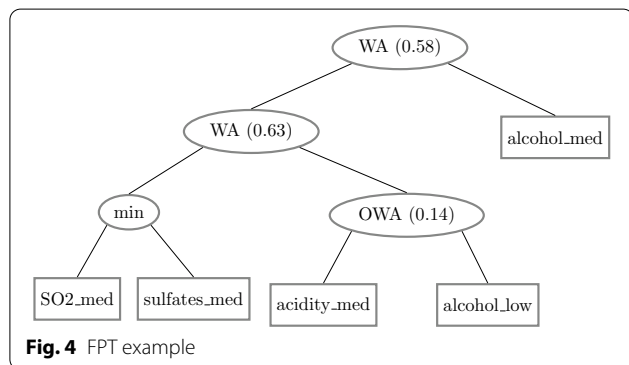 WA (0.58)
WA (0.63)
alcohol_med
min
OWA (0.14)
SO2_med
sulfates_med
acidity_med
alcohol_low
Fig. 4 FPT example